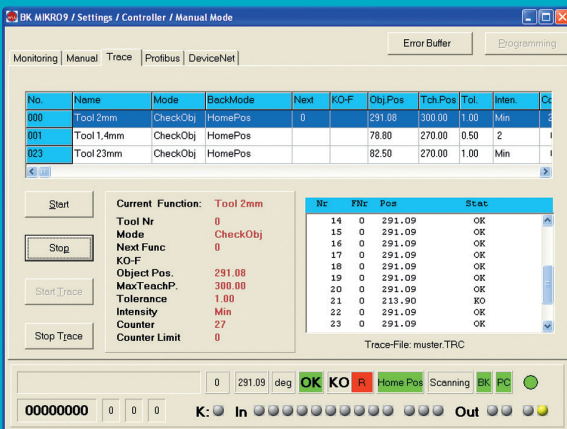 BK MIKRO9 / Settings / Controller / Manual Mode
Error Buffer Programming
Monitoring Manual Trace Profibus DeviceNet
No. Name Mode BackMode Next KO-F Obj.Pos Tch.Pos Tol. Inten. Co
000 Tool 2mm CheckObj HomePos 0 291.08 300.00 1.00 Min 2
001 Tool 1,4mm CheckObj HomePos 78.80 270.00 0.50 2
023 Tool 23mm CheckObj HomePos 82.50 270.00 1.00 Min
Start
Stop
Start Trace
Stop Trace
Current Function: Tool 2mm
Tool Nr 0
Mode CheckObj
Next Func 0
KO-F
Object Pos. 291.08
MaxTeachP. 300.00
Tolerance 1.00
Intensity Min
Counter 27
Counter Limit 0
Nr FNr Pos Stat
14 0 291.09 OK
15 0 291.09 OK
16 0 291.09 OK
17 0 291.09 OK
18 0 291.09 OK
19 0 291.09 OK
20 0 291.09 OK
21 0 213.90 KO
22 0 291.09 OK
23 0 291.09 OK
Trace-File: muster.TRC
0 291.09 deg OK KO R Home Pos Scanning BK PC
00000000 0 0 0 K: In Out